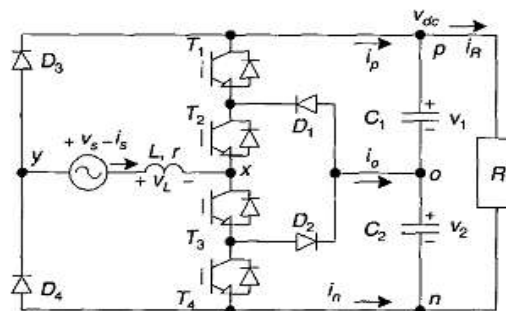 T1
vdc
ip
p
iR
D3
T2
D1
C1
+
v1
−
+ vs − is
L, r
y
x
+ vL −
io
o
R
D2
C2
+
v2
−
T3
D4
T4
in
n